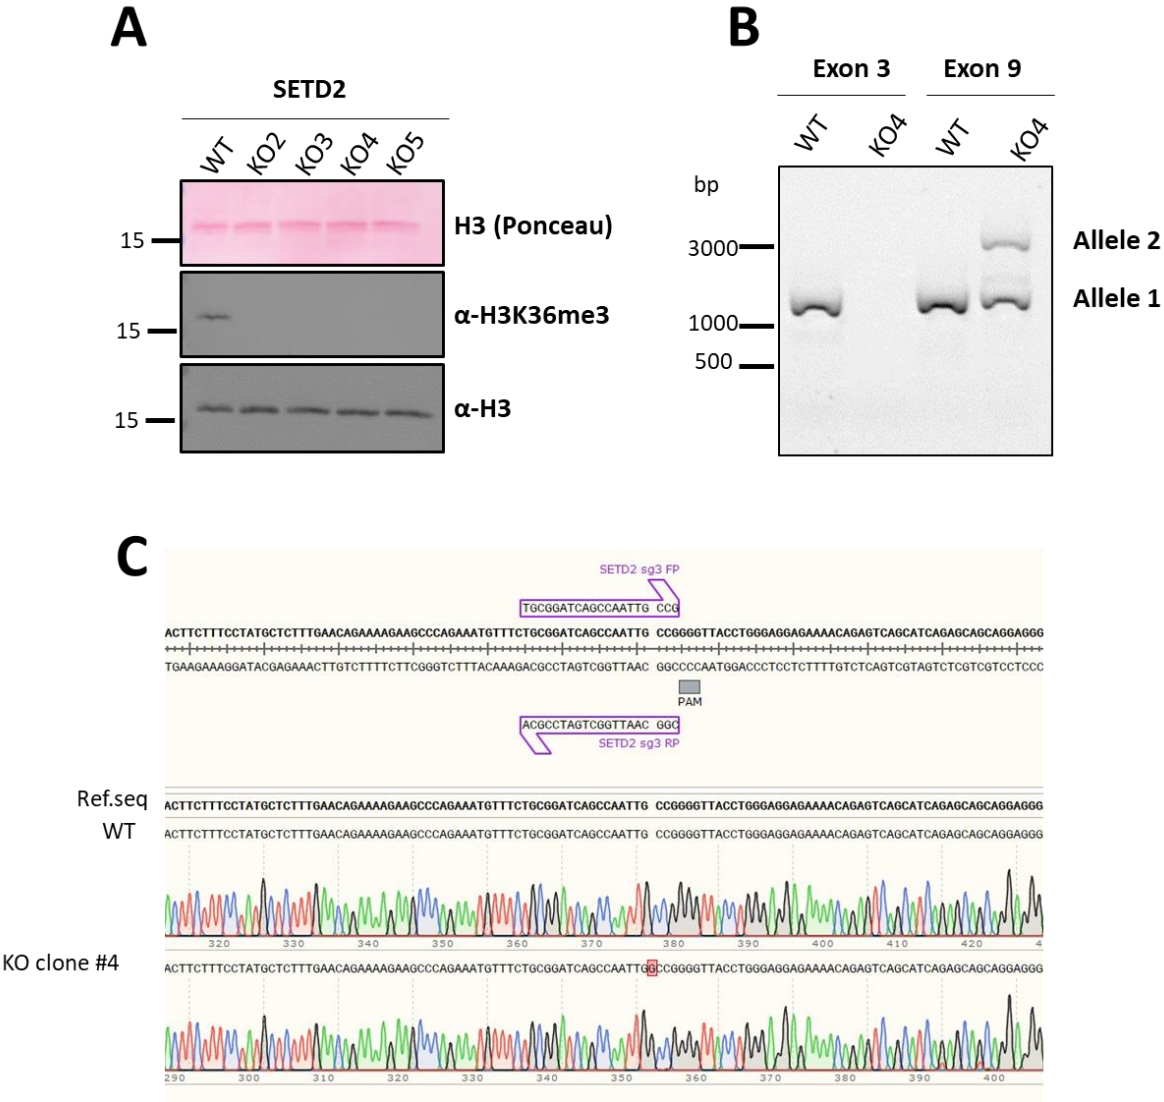 A
SETD2
WT KO2 KO3 KO4 KO5
H3 (Ponceau)
15
α-H3K36me3
15
α-H3
15
B
Exon 3 Exon 9
WT KO4 WT KO4
bp
3000
Allele 2
Allele 1
1000
500
C
SETD2 sg3 FP
TGCGGATCAGCCAATTG CCG
ACTTCTTTCCTATGCTCTTTGAACAGAAAAGAAGCCCAGAAATGTTTCTGCGGATCAGCCAATTG CCGGGGTTACCTGGGAGGAGAAAACAGAGTCAGCATCAGAGCAGCAGGAGGG
TGAAGAAAGGATACGAGAAACTTGTCTTTTCTTCGGGTCTTTACAAAGACGCCTAGTCGGTTAAC GGCCCCAATGGACCCTCCTCTTTTGTCTCAGTCGTAGTCTCGTCGTCCTCCC
PAM
ACGCCTAGTCGGTTAAC GGC
SETD2 sg3 RP
Ref.seq ACTTCTTTCCTATGCTCTTTGAACAGAAAAGAAGCCCAGAAATGTTTCTGCGGATCAGCCAATTG CCGGGGTTACCTGGGAGGAGAAAACAGAGTCAGCATCAGAGCAGCAGGAGGG
WT ACTTCTTTCCTATGCTCTTTGAACAGAAAAGAAGCCCAGAAATGTTTCTGCGGATCAGCCAATTG CCGGGGTTACCTGGGAGGAGAAAACAGAGTCAGCATCAGAGCAGCAGGAGGG
320 330 340 350 360 370 380 390 400 410 420 4
KO clone #4 ACTTCTTTCCTATGCTCTTTGAACAGAAAAGAAGCCCAGAAATGTTTCTGCGGATCAGCCAATTGGCCGGGGTTACCTGGGAGGAGAAAACAGAGTCAGCATCAGAGCAGCAGGAGGG
290 300 310 320 330 340 350 360 370 380 390 400